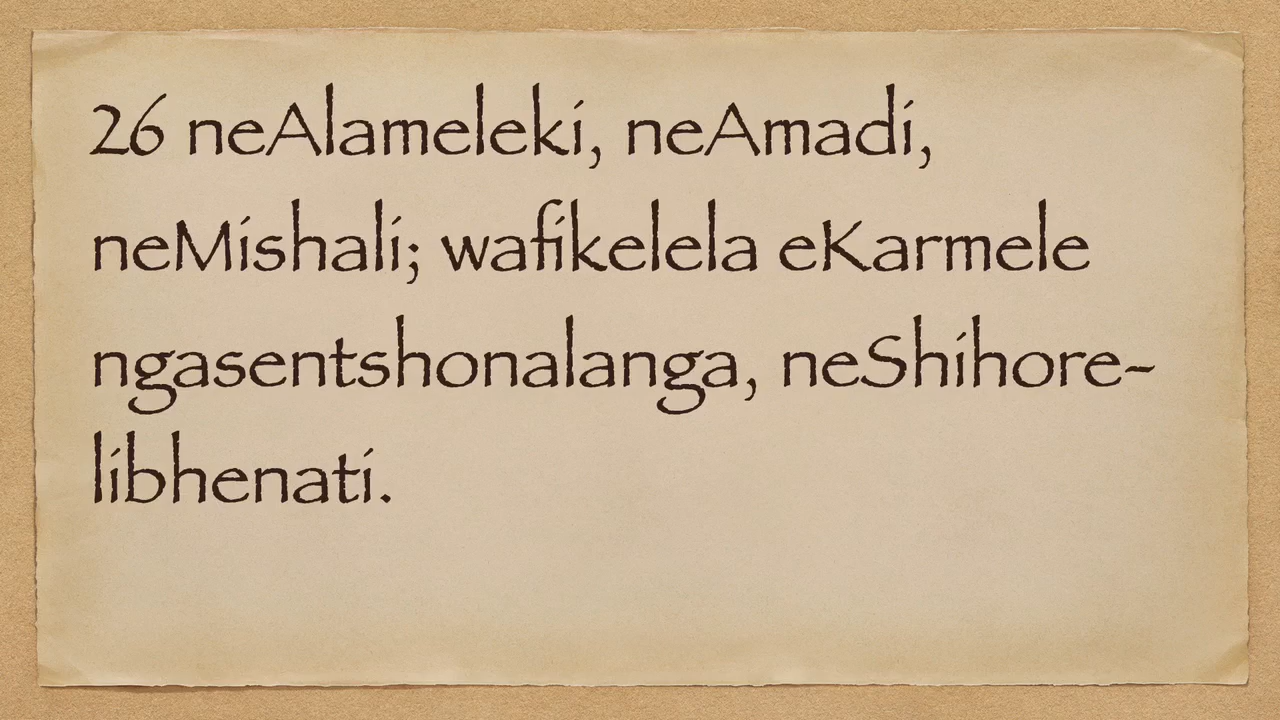 26 neAlameleki, neAmadi,
neMishali; wafikelela eKarmele
ngasentshonalanga, neShihore-
libhenati.